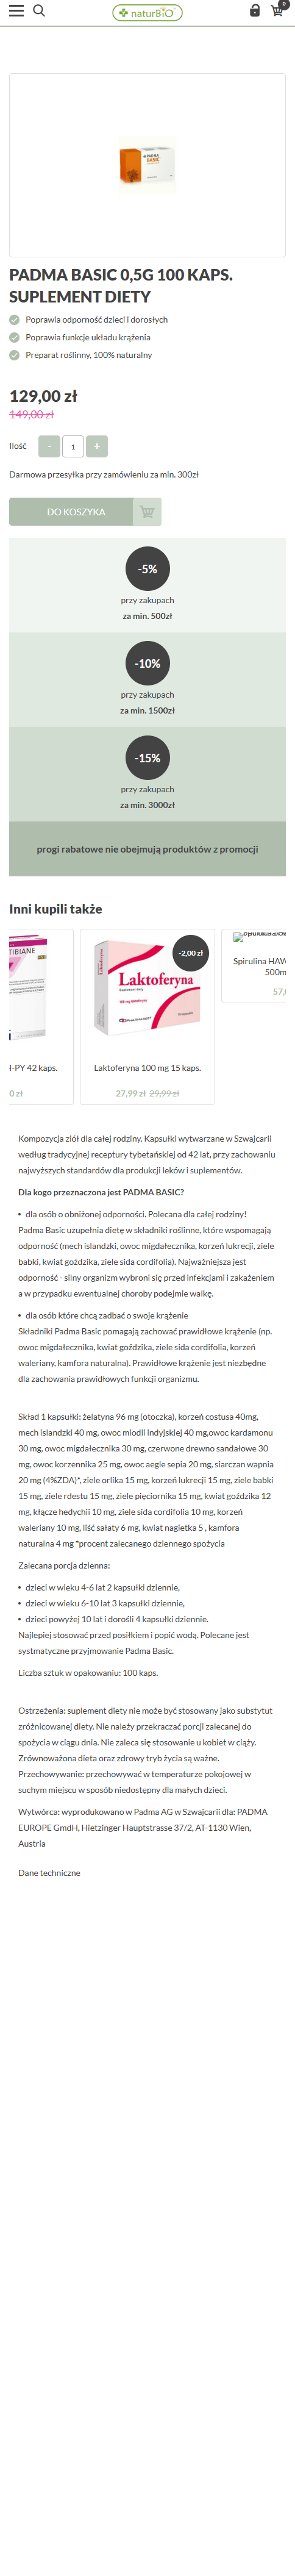 naturBiO
0
PADMA BASIC
PADMA BASIC 0,5G 100 KAPS.
SUPLEMENT DIETY
Poprawia odporność dzieci i dorosłych
Poprawia funkcje układu krążenia
Preparat roślinny, 100% naturalny
129,00 zł
149,00 zł
Ilość - 1 +
Darmowa przesyłka przy zamówieniu za min. 300zł
DO KOSZYKA
-5%
przy zakupach
za min. 500zł
-10%
przy zakupach
za min. 1500zł
-15%
przy zakupach
za min. 3000zł
progi rabatowe nie obejmują produktów z promocji
Inni kupili także
TIBIANE
-2,00 zł
Laktoferyna
Laktoferyna
Spirulina HAW
500m
I-PY 42 kaps.
Laktoferyna 100 mg 15 kaps.
57,
0 zł
27,99 zł 29,99 zł
Kompozycja ziół dla całej rodziny. Kapsułki wytwarzane w Szwajcarii
według tradycyjnej receptury tybetańskiej od 42 lat, przy zachowaniu
najwyższych standardów dla produkcji leków i suplementów.
Dla kogo przeznaczona jest PADMA BASIC?
• dla osób o obniżonej odporności. Polecana dla całej rodziny!
Padma Basic uzupełnia dietę w składniki roślinne, które wspomagają
odporność (mech islandzki, owoc migdałecznika, korzeń lukrecji, ziele
babki, kwiat goździka, ziele sida cordifolia). Najważniejsza jest
odporność - silny organizm wybroni się przed infekcjami i zakażeniem
a w przypadku ewentualnej choroby podejmie walkę.
• dla osób które chcą zadbać o swoje krążenie
Składniki Padma Basic pomagają zachować prawidłowe krążenie (np.
owoc migdałecznika, kwiat goździka, ziele sida cordifolia, korzeń
waleriany, kamfora naturalna). Prawidłowe krążenie jest niezbędne
dla zachowania prawidłowych funkcji organizmu.
Skład 1 kapsułki: żelatyna 96 mg (otoczka), korzeń costusa 40mg,
mech islandzki 40 mg, owoc miodli indyjskiej 40 mg,owoc kardamonu
30 mg, owoc migdałecznika 30 mg, czerwone drewno sandałowe 30
mg, owoc korzennika 25 mg, owoc aegle sepia 20 mg, siarczan wapnia
20 mg (4%ZDA)*, ziele orlika 15 mg, korzeń lukrecji 15 mg, ziele babki
15 mg, ziele rdestu 15 mg, ziele pięciornika 15 mg, kwiat goździka 12
mg, kłącze hedychii 10 mg, ziele sida cordifolia 10 mg, korzeń
waleriany 10 mg, liść sałaty 6 mg, kwiat nagietka 5 , kamfora
naturalna 4 mg *procent zalecanego dziennego spożycia
Zalecana porcja dzienna:
• dzieci w wieku 4-6 lat 2 kapsułki dziennie,
• dzieci w wieku 6-10 lat 3 kapsułki dziennie,
• dzieci powyżej 10 lat i dorośli 4 kapsułki dziennie.
Najlepiej stosować przed posiłkiem i popić wodą. Polecane jest
systmatyczne przyjmowanie Padma Basic.
Liczba sztuk w opakowaniu: 100 kaps.
Ostrzeżenia: suplement diety nie może być stosowany jako substytut
zróżnicowanej diety. Nie należy przekraczać porcji zalecanej do
spożycia w ciągu dnia. Nie zaleca się stosowanie u kobiet w ciąży.
Zrównoważona dieta oraz zdrowy tryb życia są ważne.
Przechowywanie: przechowywać w temperaturze pokojowej w
suchym miejscu w sposób niedostępny dla małych dzieci.
Wytwórca: wyprodukowano w Padma AG w Szwajcarii dla: PADMA
EUROPE GmdH, Hietzinger Hauptstrasse 37/2, AT-1130 Wien,
Austria
Dane techniczne